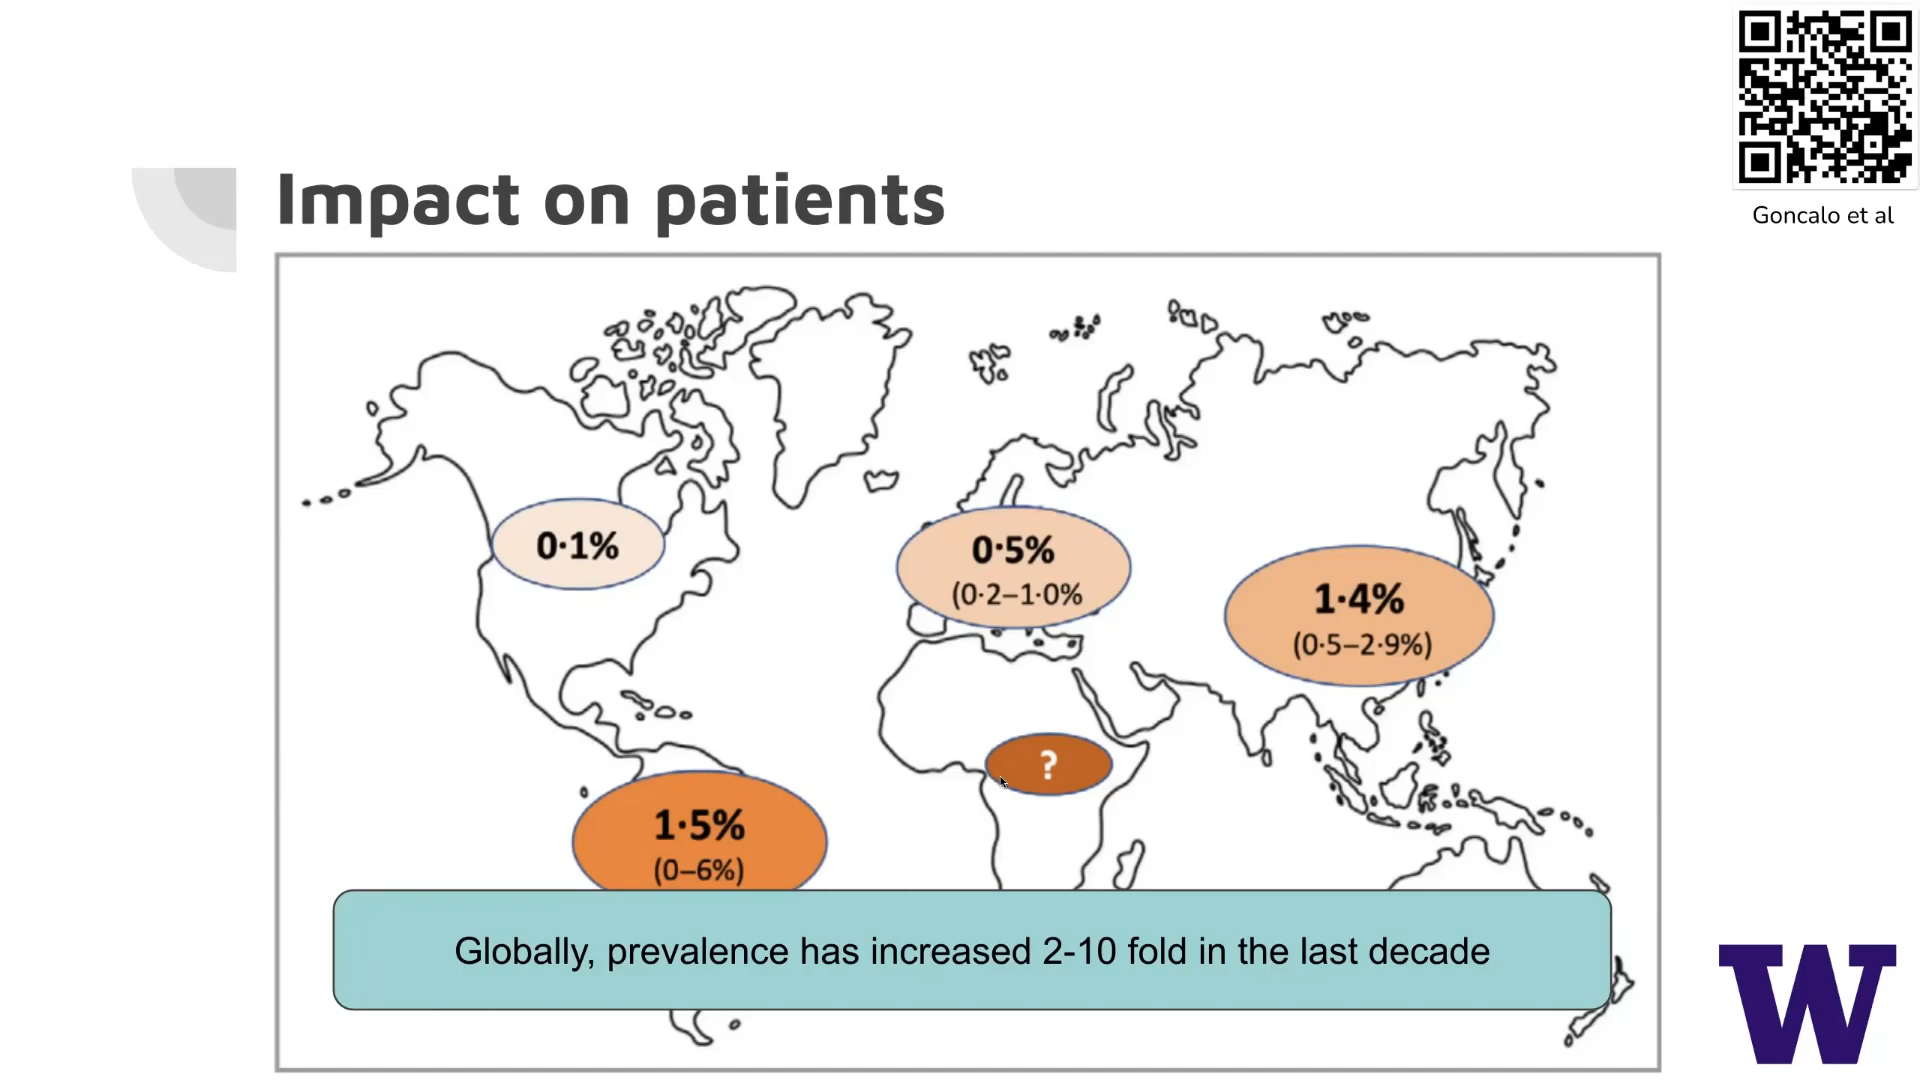 Goncalo et al
Impact on patients
0·1%
0·5%
(0·2–1·0%
1·4%
(0·5–2·9%)
?
1·5%
(0–6%)
Globally, prevalence has increased 2-10 fold in the last decade
W